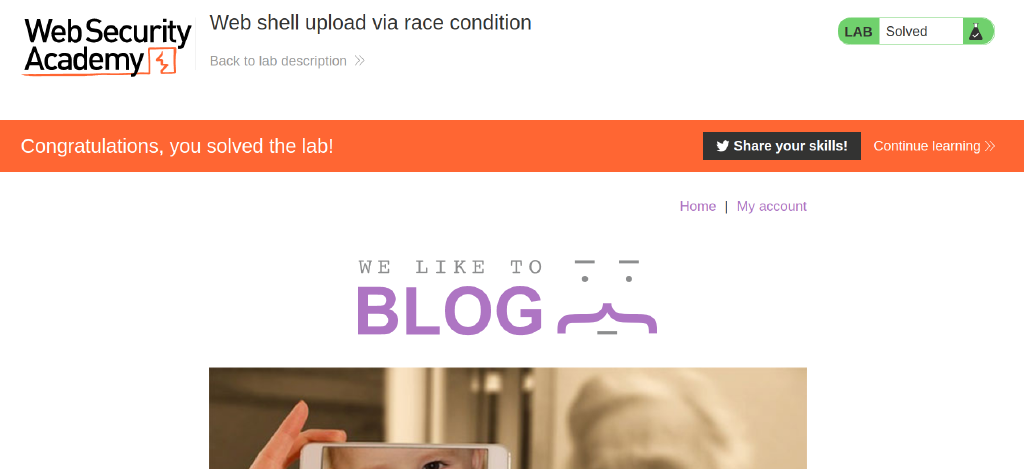 Web Security
Academy
Web shell upload via race condition
Back to lab description
LAB Solved
Congratulations, you solved the lab!
Share your skills!
Continue learning
Home | My account
WE LIKE TO
BLOG